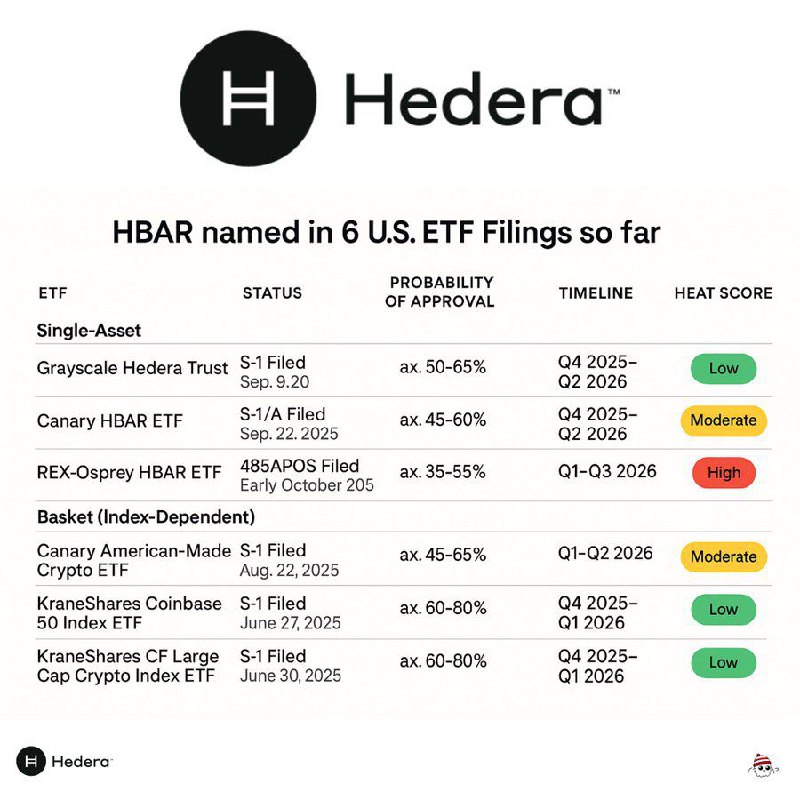 Hedera™
HBAR named in 6 U.S. ETF Filings so far
ETF STATUS PROBABILITY OF APPROVAL TIMELINE HEAT SCORE
Single-Asset
Grayscale Hedera Trust S-1 Filed ax. 50-65% Q4 2025– Low
Sep. 9.20 Q2 2026
Canary HBAR ETF S-1/A Filed ax. 45-60% Q4 2025– Moderate
Sep. 22. 2025 Q2 2026
REX-Osprey HBAR ETF 485APOS Filed ax. 35-55% Q1–Q3 2026 High
Early October 205
Basket (Index-Dependent)
Canary American-Made S-1 Filed ax. 45-65% Q1–Q2 2026 Moderate
Crypto ETF Aug. 22, 2025
KraneShares Coinbase S-1 Filed ax. 60-80% Q4 2025– Low
50 Index ETF June 27, 2025 Q1 2026
KraneShares CF Large S-1 Filed ax. 60-80% Q4 2025– Low
Cap Crypto Index ETF June 30, 2025 Q1 2026
Hedera